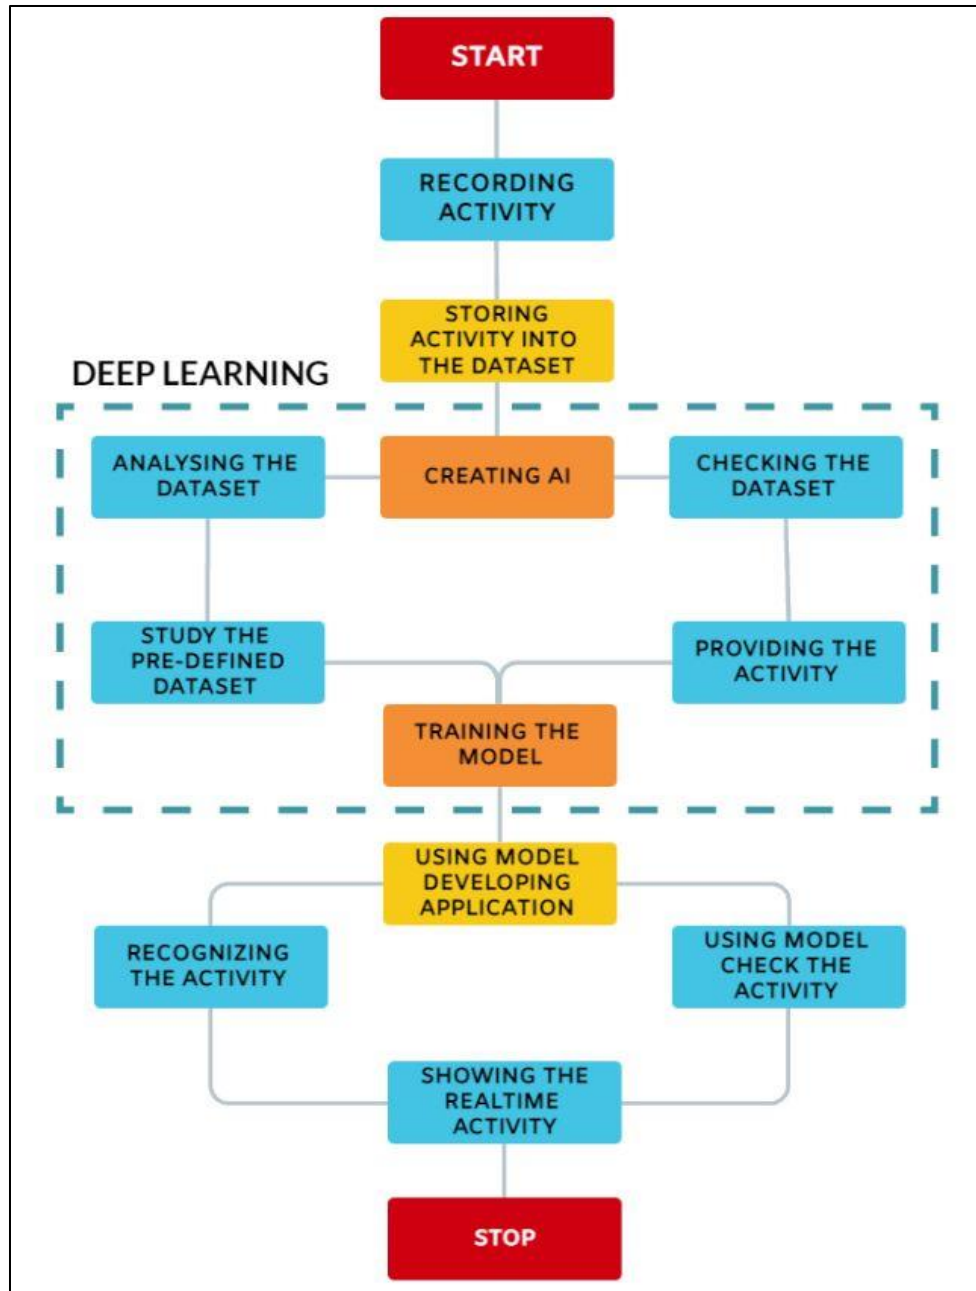 START
RECORDING
ACTIVITY
STORING
ACTIVITY INTO
THE DATASET
DEEP LEARNING
ANALYSING THE
DATASET
CREATING AI
CHECKING THE
DATASET
STUDY THE
PRE-DEFINED
DATASET
PROVIDING THE
ACTIVITY
TRAINING THE
MODEL
USING MODEL
DEVELOPING
APPLICATION
RECOGNIZING
THE ACTIVITY
USING MODEL
CHECK THE
ACTIVITY
SHOWING THE
REALTIME
ACTIVITY
STOP